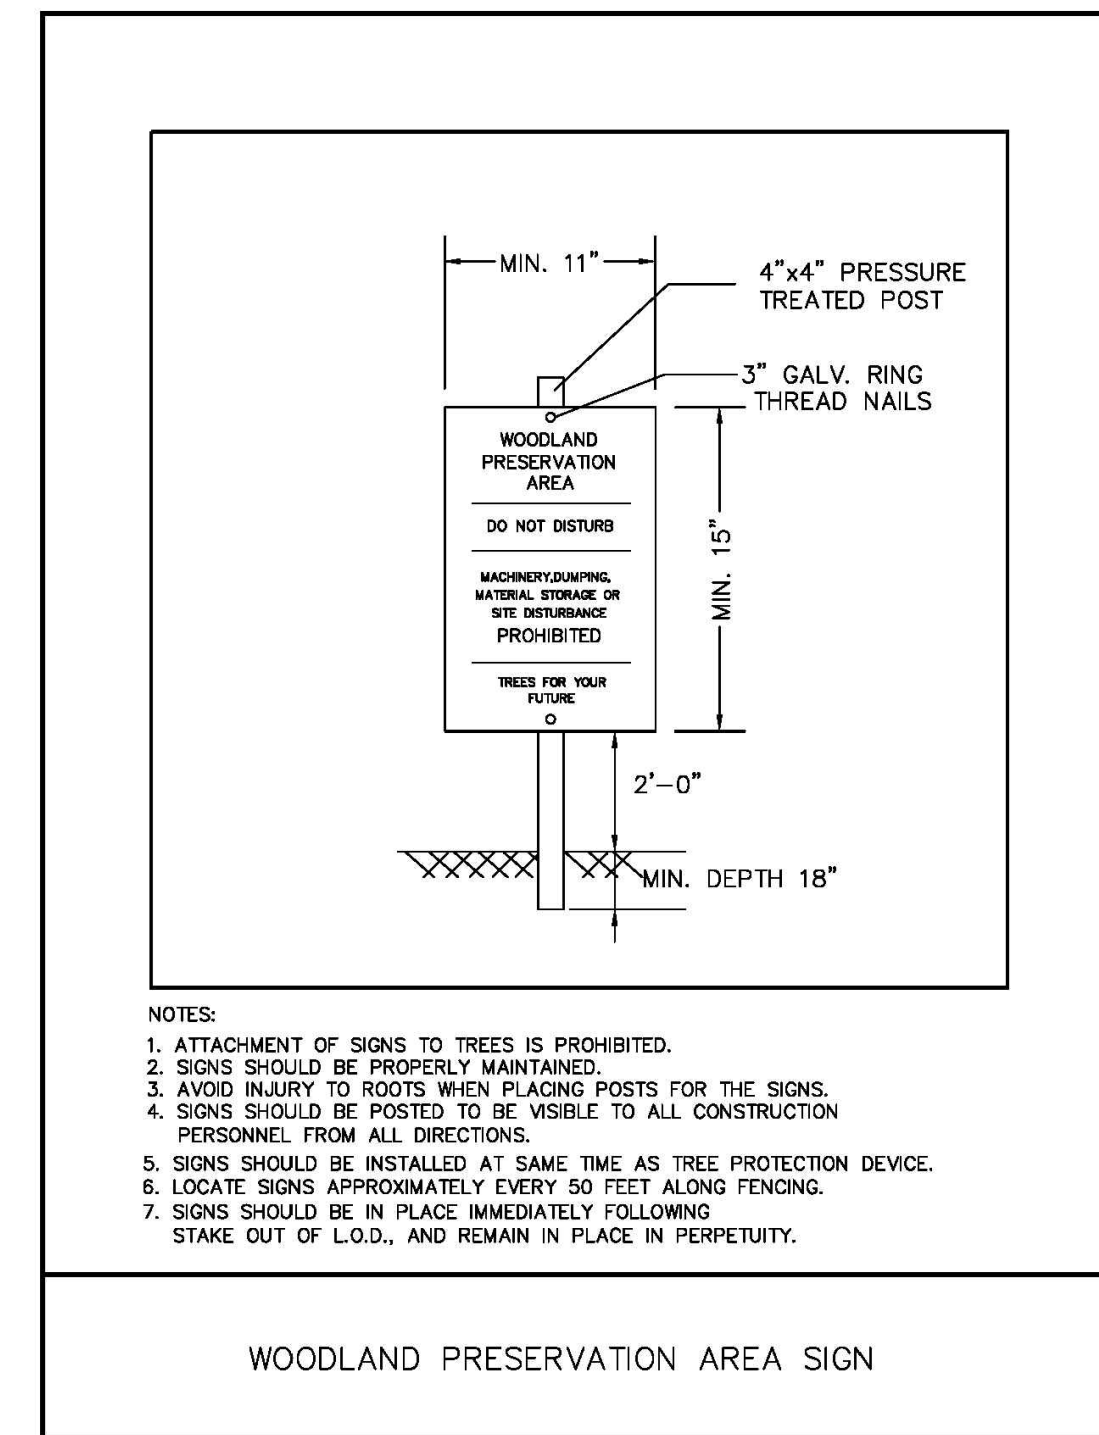 MIN. 11"
4"x4" PRESSURE
TREATED POST
3" GALV. RING
THREAD NAILS
WOODLAND
PRESERVATION
AREA
DO NOT DISTURB
MACHINERY,DUMPING,
MATERIAL STORAGE OR
SITE DISTURBANCE
PROHIBITED
TREES FOR YOUR
FUTURE
MIN. 15"
2'-0"
MIN. DEPTH 18"
NOTES:
1. ATTACHMENT OF SIGNS TO TREES IS PROHIBITED.
2. SIGNS SHOULD BE PROPERLY MAINTAINED.
3. AVOID INJURY TO ROOTS WHEN PLACING POSTS FOR THE SIGNS.
4. SIGNS SHOULD BE POSTED TO BE VISIBLE TO ALL CONSTRUCTION
PERSONNEL FROM ALL DIRECTIONS.
5. SIGNS SHOULD BE INSTALLED AT SAME TIME AS TREE PROTECTION DEVICE.
6. LOCATE SIGNS APPROXIMATELY EVERY 50 FEET ALONG FENCING.
7. SIGNS SHOULD BE IN PLACE IMMEDIATELY FOLLOWING
STAKE OUT OF L.O.D., AND REMAIN IN PLACE IN PERPETUITY.
WOODLAND PRESERVATION AREA SIGN